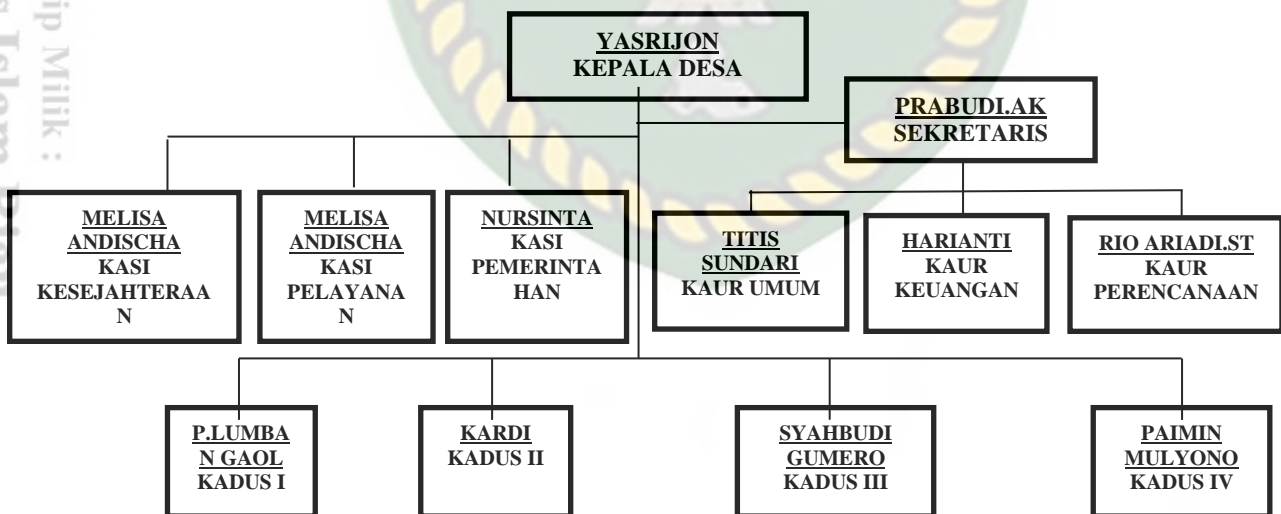 YASRIJON
KEPALA DESA
PRABUDI.AK
SEKRETARIS
MELISA
ANDISCHA
KASI
KESEJAHTERAA
N
MELISA
ANDISCHA
KASI
PELAYANA
N
NURSINTA
KASI
PEMERINTA
HAN
TITIS
SUNDARI
KAUR UMUM
HARIANTI
KAUR
KEUANGAN
RIO ARIADI.ST
KAUR
PERENCANAAN
P.LUMBA
N GAOL
KADUS I
KARDI
KADUS II
SYAHBUDI
GUMERO
KADUS III
PAIMIN
MULYONO
KADUS IV
Milik :